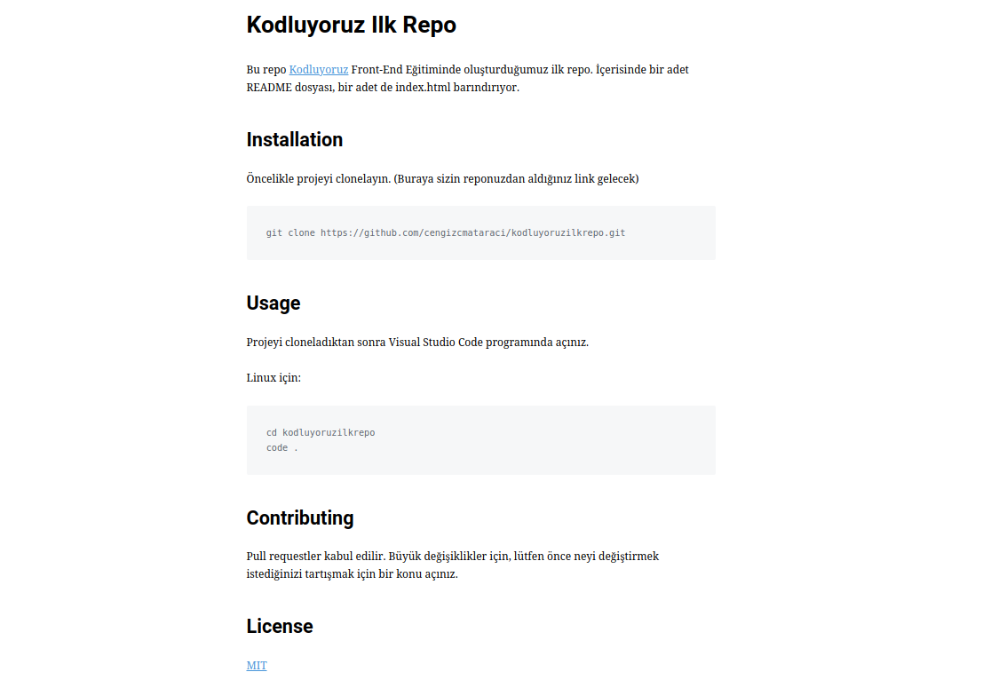 Kodluyoruz Ilk Repo
Bu repo Kodluyoruz Front-End Eğitiminde oluşturduğumuz ilk repo. İçerisinde bir adet
README dosyası, bir adet de index.html barındırıyor.
Installation
Öncelikle projeyi clonelayın. (Buraya sizin reponuzdan aldığınız link gelecek)
git clone https://github.com/cengizcmataraci/kodluyoruzilkrepo.git
Usage
Projeyi cloneladıktan sonra Visual Studio Code programında açınız.
Linux için:
cd kodluyoruzilkrepo
code .
Contributing
Pull requestler kabul edilir. Büyük değişiklikler için, lütfen önce neyi değiştirmek
istediğinizi tartışmak için bir konu açınız.
License
MIT